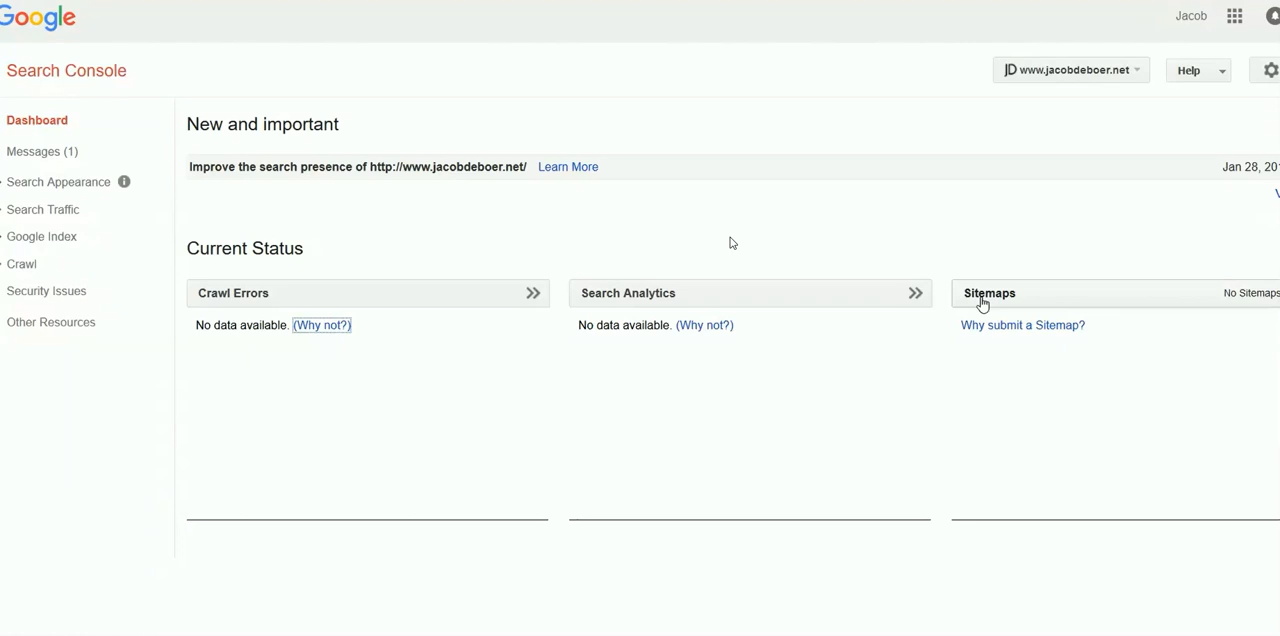 Google
Jacob
Search Console
JD www.jacobdeboer.net
Help
Dashboard
Messages (1)
Search Appearance
Search Traffic
Google Index
Crawl
Security Issues
Other Resources
New and important
Improve the search presence of http://www.jacobdeboer.net/ Learn More
Jan 28, 201
Current Status
Crawl Errors
No data available. (Why not?)
Search Analytics
No data available. (Why not?)
Sitemaps
No Sitemaps
Why submit a Sitemap?